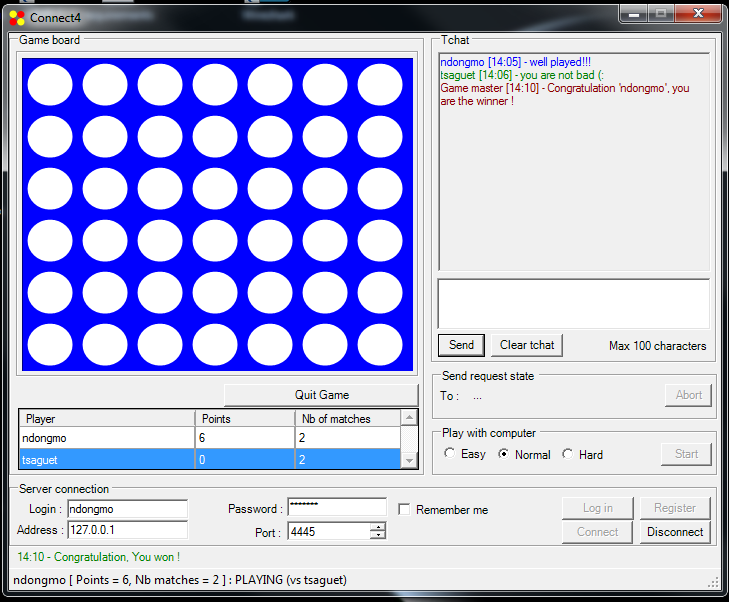 Connect4
Game board
Tchat
ndongmo [14:05] - well played!!!
tsaguet [14:06] - you are not bad (:
Game master [14:10] - Congratulation 'ndongmo', you
are the winner !
Send
Clear tchat
Max 100 characters
Quit Game
Send request state
To : ...
Abort
Player Points Nb of matches
ndongmo 6 2
tsaguet 0 2
Play with computer
Easy Normal Hard
Start
Server connection
Login : ndongmo
Password : *******
Remember me
Log in
Register
Address : 127.0.0.1
Port : 4445
Connect
Disconnect
14:10 - Congratulation, You won !
ndongmo [ Points = 6, Nb matches = 2 ] : PLAYING (vs tsaguet)